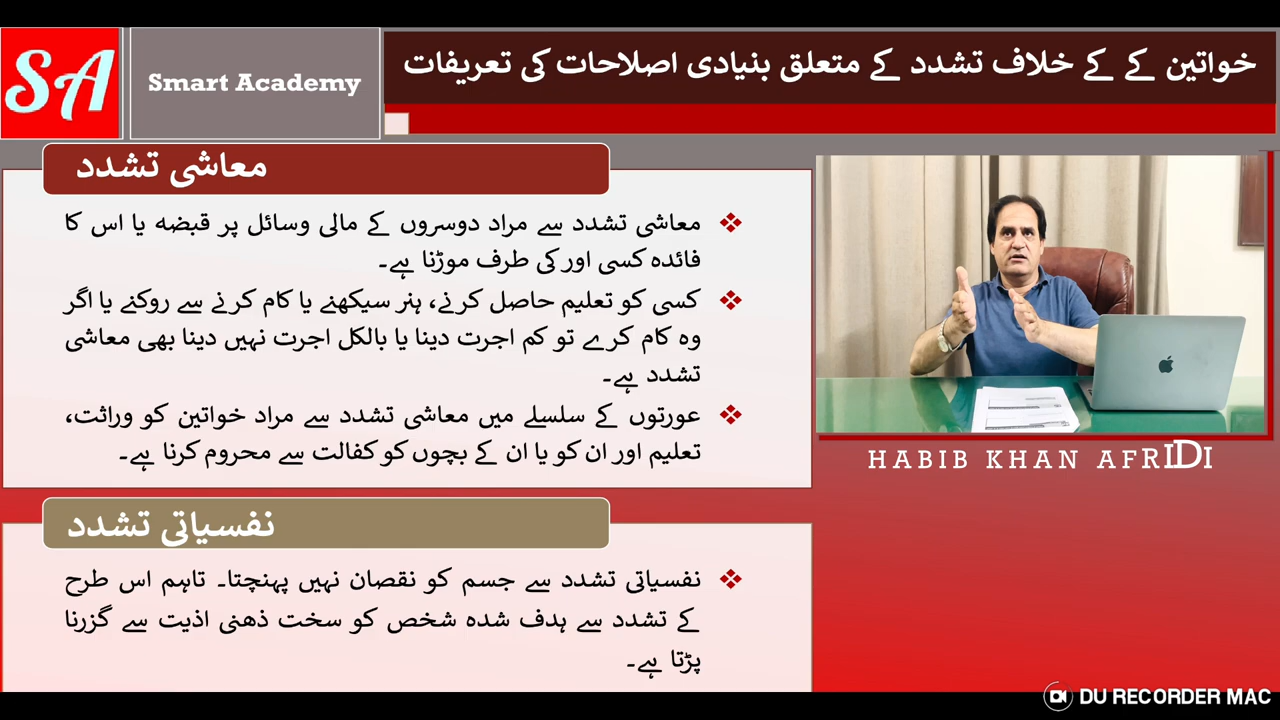 SA
Smart Academy
خواتین کے کے خلاف تشدد کے متعلق بنیادی اصلاحات کی تعریفات
معاشی تشدد
معاشی تشدد سے مراد دوسروں کے مالی وسائل پر قبضہ یا اس کا
فائدہ کسی اور کی طرف موڑنا ہے۔
کسی کو تعلیم حاصل کرنے، ہنر سیکھنے یا کام کرنے سے روکنے یا اگر
وہ کام کرے تو کم اجرت دینا یا بالکل اجرت نہیں دینا بھی معاشی
تشدد ہے۔
عورتوں کے سلسلے میں معاشی تشدد سے مراد خواتین کو وراثت،
تعلیم اور ان کو یا ان کے بچوں کو کفالت سے محروم کرنا ہے۔
نفسیاتی تشدد
نفسیاتی تشدد سے جسم کو نقصان نہیں پہنچتا۔ تاہم اس طرح
کے تشدد سے ہدف شدہ شخص کو سخت ذهنی اذیت سے گزرنا
پڑتا ہے۔
HABIB KHAN AFRIDI
DU RECORDER MAC